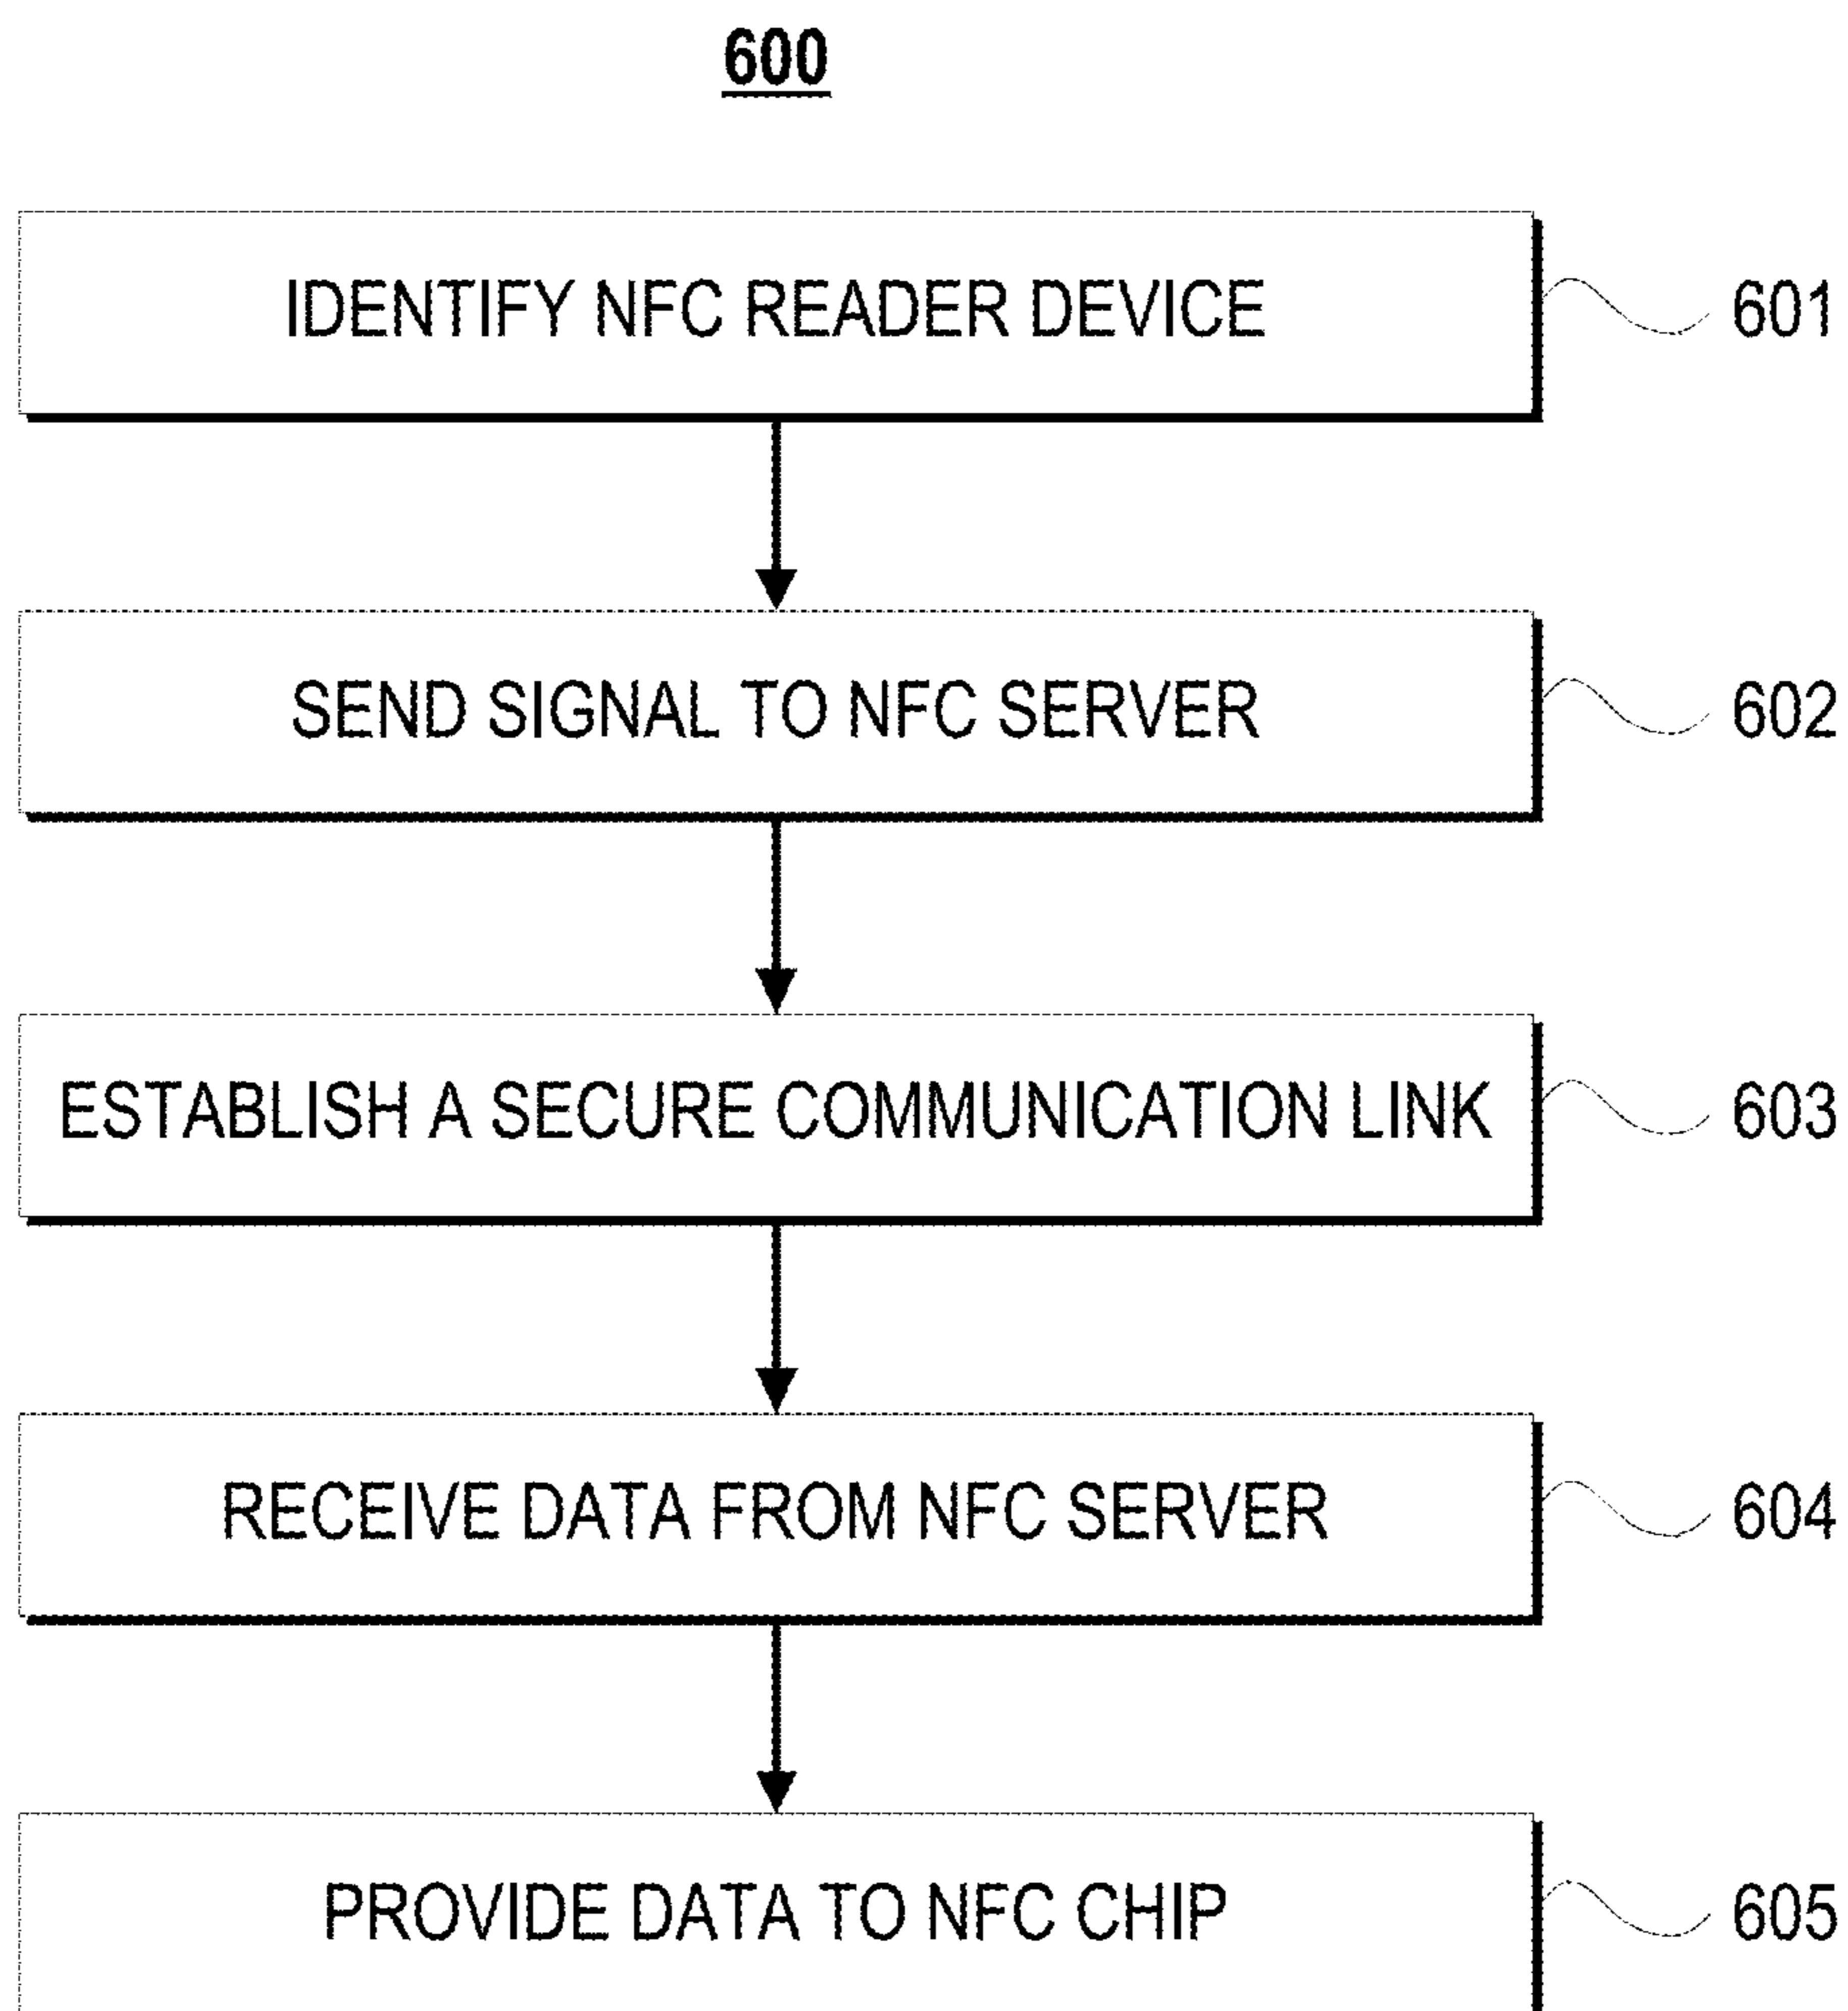 600
IDENTIFY NFC READER DEVICE
601
SEND SIGNAL TO NFC SERVER
602
ESTABLISH A SECURE COMMUNICATION LINK
603
RECEIVE DATA FROM NFC SERVER
604
PROVIDE DATA TO NFC CHIP
605